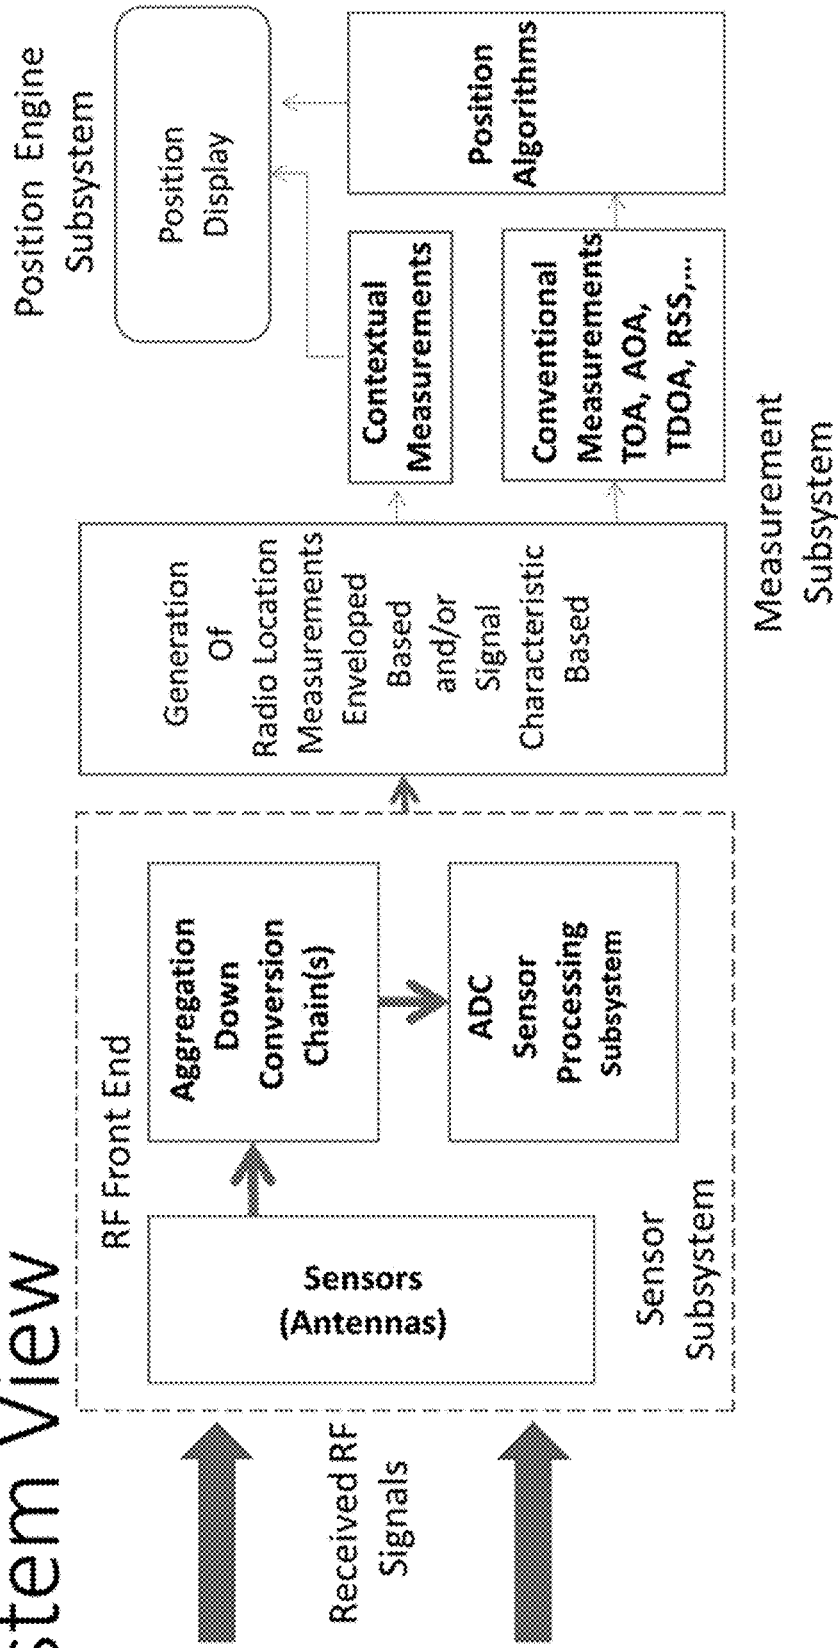 stem View
Received RF
Signals
RF Front End
Sensors
(Antennas)
Aggregation
Down
Conversion
Chain(s)
ADC
Sensor
Processing
subsystem
Sensor
Subsystem
Generation
Of
Radio Location
Measurements
Enveloped
Based
and/or
Signal
Characteristic
Based
Contextual
Measurements
Conventional
Measurements
TOA, AOA,
TDOA, RSS,...
Measurement
Subsystem
Position Engine
Subsystem
Position
Display
Position
Algorithms